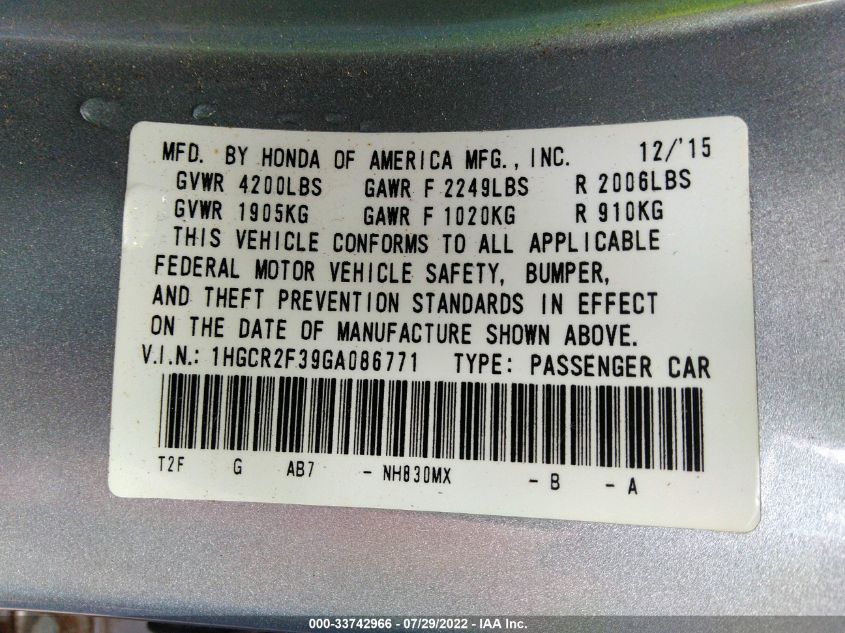 MFD. BY HONDA OF AMERICA MFG., INC. 12/'15
GVWR 4200LBS GAWR F 2249LBS R 2006LBS
GVWR 1905KG GAWR F 1020KG R 910KG
THIS VEHICLE CONFORMS TO ALL APPLICABLE
FEDERAL MOTOR VEHICLE SAFETY, BUMPER,
AND THEFT PREVENTION STANDARDS IN EFFECT
ON THE DATE OF MANUFACTURE SHOWN ABOVE.
V.I.N.: 1HGCR2F39GA086771 TYPE: PASSENGER CAR
T2F G AB7 - NH830MX - B - A
000-33742966 - 07/29/2022 - IAA Inc.